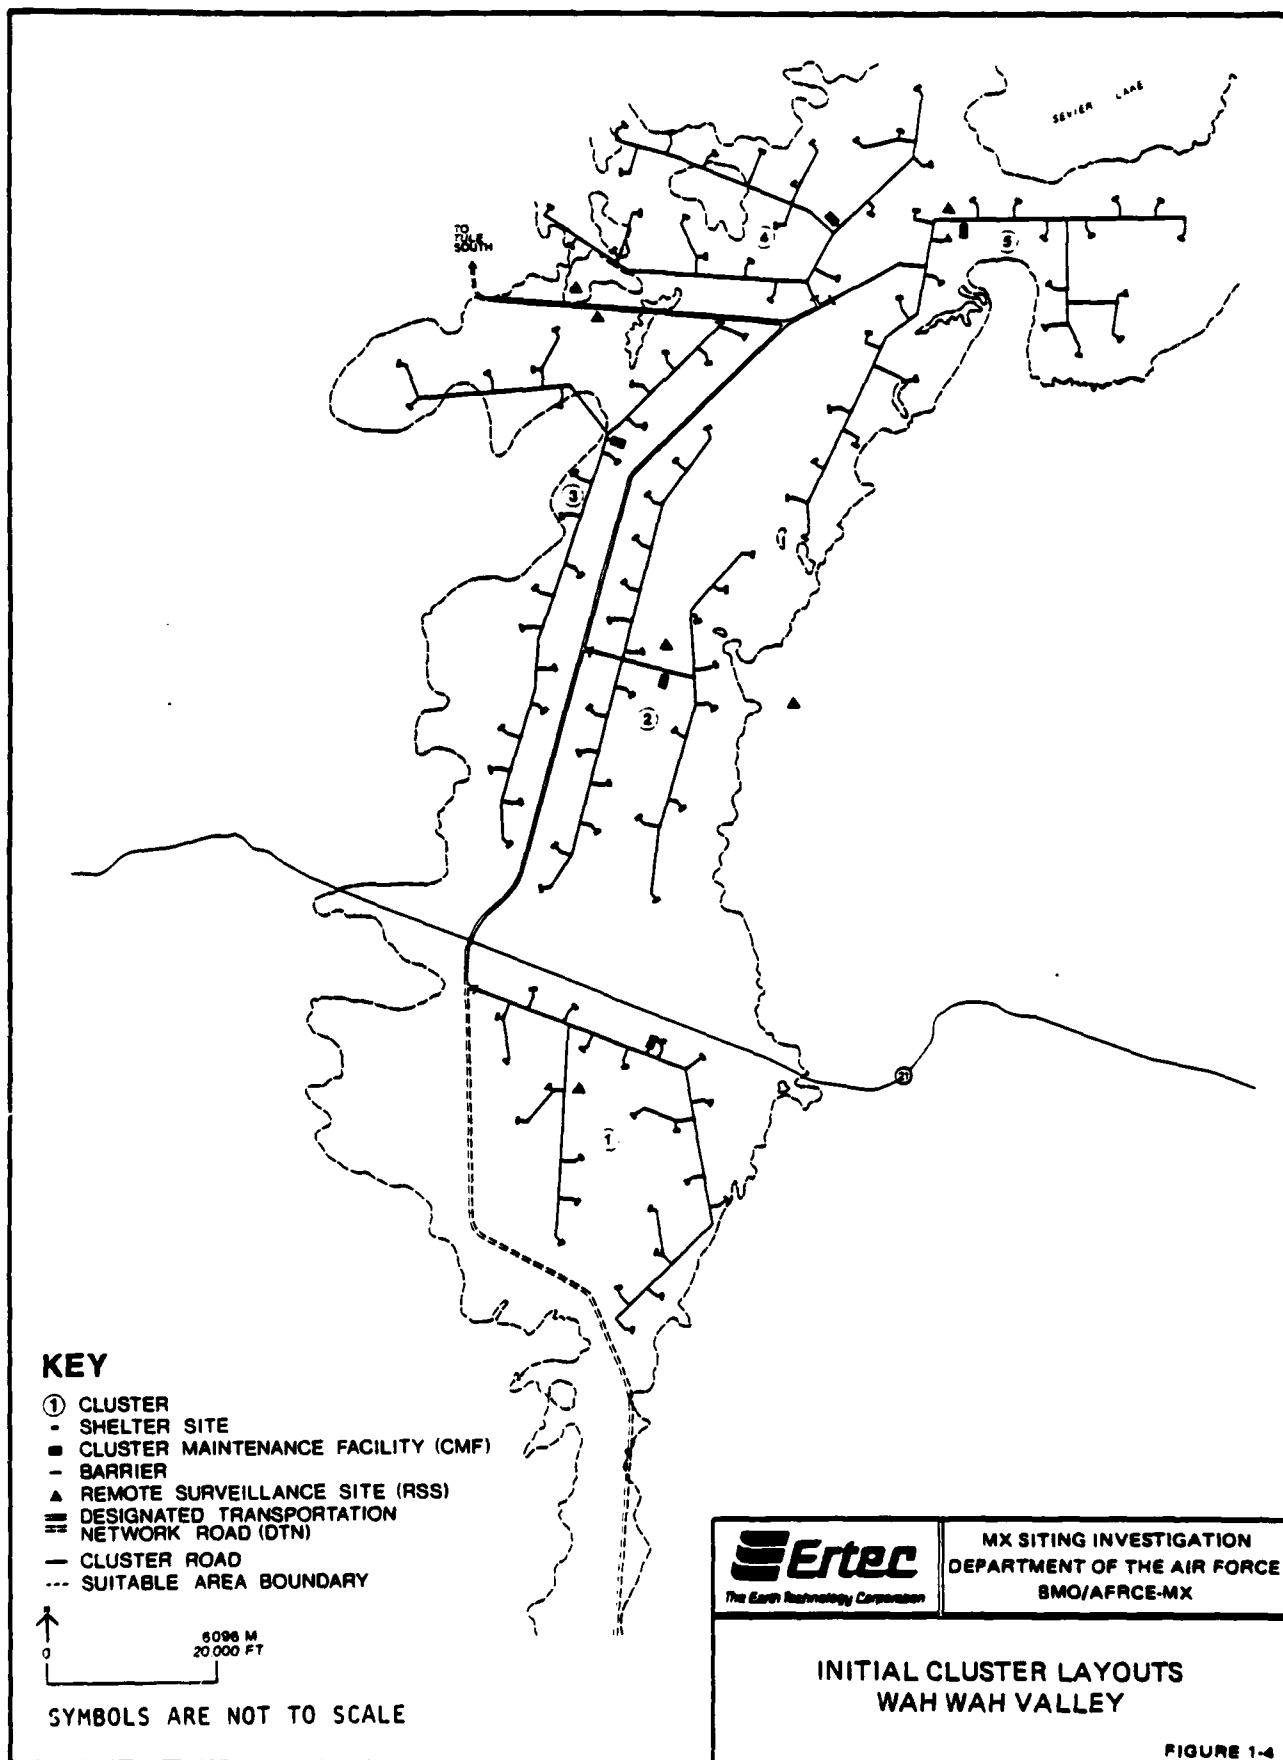 SEVIER LAKE
TO
TULE
SOUTH
4
5
3
2
21
1
KEY
1 CLUSTER
SHELTER SITE
CLUSTER MAINTENANCE FACILITY (CMF)
BARRIER
REMOTE SURVEILLANCE SITE (RSS)
DESIGNATED TRANSPORTATION
NETWORK ROAD (DTN)
CLUSTER ROAD
SUITABLE AREA BOUNDARY
0
6096 M
20,000 FT
SYMBOLS ARE NOT TO SCALE
Ertec
The Earth Technology Corporation
MX SITING INVESTIGATION
DEPARTMENT OF THE AIR FORCE
BMO/AFRCE-MX
INITIAL CLUSTER LAYOUTS
WAH WAH VALLEY
FIGURE 1-4